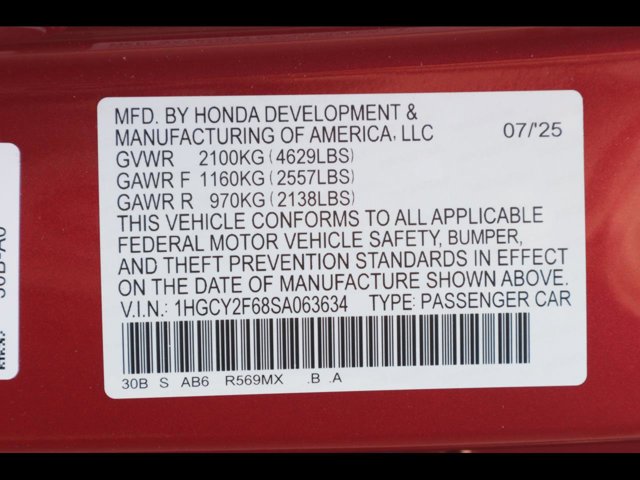 MFD. BY HONDA DEVELOPMENT &
MANUFACTURING OF AMERICA, LLC 07/'25
GVWR 2100KG (4629LBS)
GAWR F 1160KG (2557LBS)
GAWR R 970KG (2138LBS)
THIS VEHICLE CONFORMS TO ALL APPLICABLE
FEDERAL MOTOR VEHICLE SAFETY, BUMPER,
AND THEFT PREVENTION STANDARDS IN EFFECT
ON THE DATE OF MANUFACTURE SHOWN ABOVE.
V.I.N.: 1HGCY2F68SA063634 TYPE: PASSENGER CAR
30B S AB6 R569MX .B .A